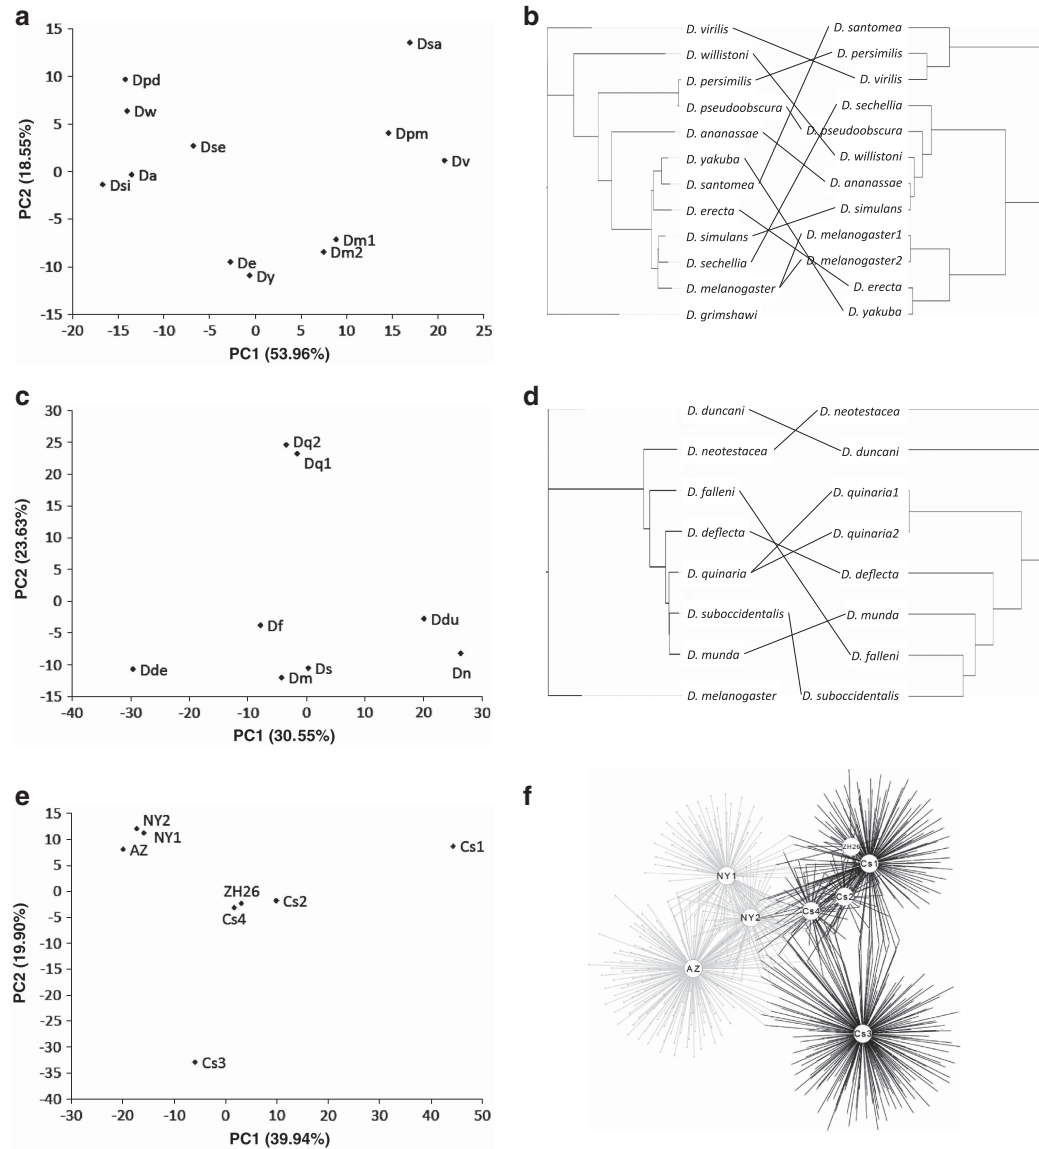 a
15
10
5
0
-5
-10
-15
-20
-15
-10
-5
0
5
10
15
20
25
PC2 (18.55%)
PC1 (53.96%)
Dsa
Dpd
Dw
Dse
Dpm
Dv
Da
Dsi
Dm1
Dm2
De
Dy
b
D. virilis
D. willistoni
D. persimilis
D. pseudoobscura
D. ananassae
D. yakuba
D. santomea
D. erecta
D. simulans
D. sechellia
D. melanogaster
D. grimshawi
D. santomea
D. persimilis
D. virilis
D. sechellia
D. pseudoobscura
D. willistoni
D. ananassae
D. simulans
D. melanogaster1
D. melanogaster2
D. erecta
D. yakuba
c
30
25
20
15
10
5
0
-5
-10
-15
-40
-30
-20
-10
0
10
20
30
PC2 (23.63%)
PC1 (30.55%)
Dq2
Dq1
Df
Ddu
Dde
Ds
Dm
Dn
d
D. duncani
D. neotestacea
D. falleni
D. deflecta
D. quinaria
D. suboccidentalis
D. munda
D. melanogaster
D. neotestacea
D. duncani
D. quinaria1
D. quinaria2
D. deflecta
D. munda
D. falleni
D. suboccidentalis
e
15
10
5
0
-5
-10
-15
-20
-25
-30
-35
-40
-30
-20
-10
0
10
20
30
40
50
PC2 (19.90%)
PC1 (39.94%)
NY2
NY1
AZ
Cs1
ZH26
Cs2
Cs4
Cs3
f
ZH26
Cs1
NY1
Cs2
Cs4
NY2
AZ
Cs3